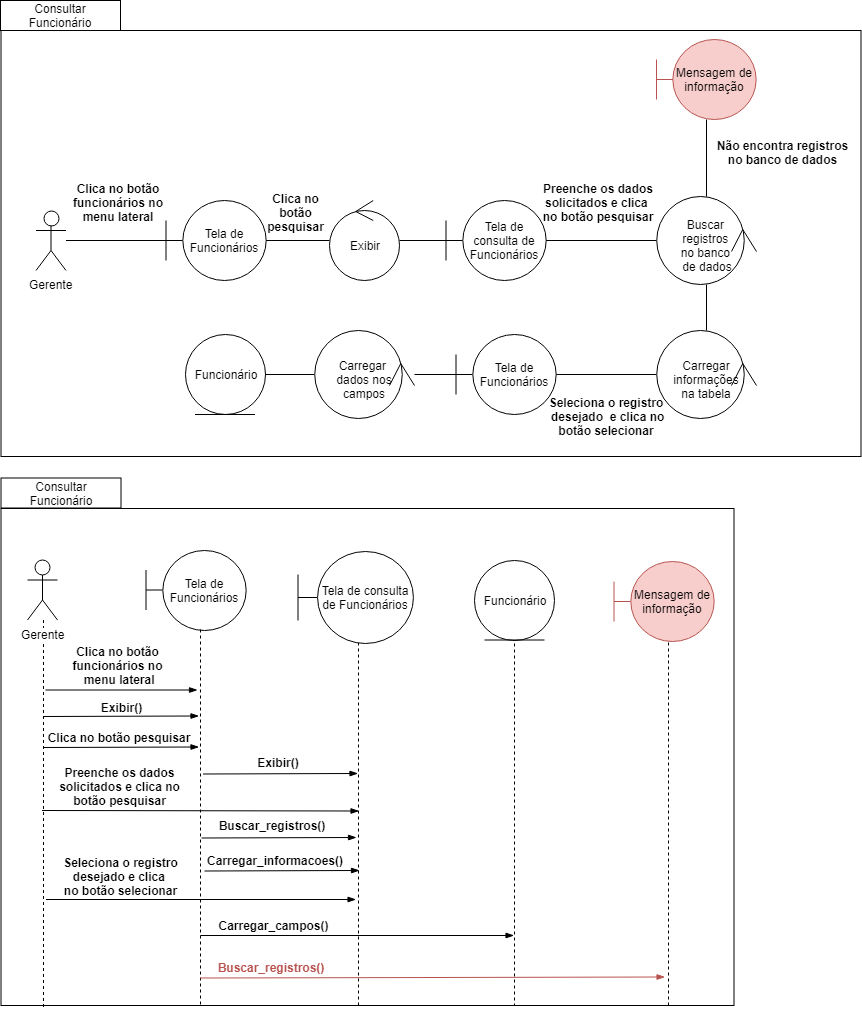 Consultar
Funcionário
Mensagem de
informação
Não encontra registros
no banco de dados
Clica no botão
funcionários no
menu lateral
Clica no
botão
pesquisar
Preenche os dados
solicitados e clica
no botão pesquisar
Gerente
Tela de
Funcionários
Exibir
Tela de
consulta de
Funcionários
Buscar
registros
no banco
de dados
Funcionário
Carregar
dados nos
campos
Tela de
Funcionários
Carregar
informações
na tabela
Seleciona o registro
desejado e clica no
botão selecionar
Consultar
Funcionário
Gerente
Tela de
Funcionários
Tela de consulta
de Funcionários
Funcionário
Mensagem de
informação
Clica no botão
funcionários no
menu lateral
Exibir()
Clica no botão pesquisar
Exibir()
Preenche os dados
solicitados e clica no
botão pesquisar
Buscar_registros()
Carregar_informacoes()
Seleciona o registro
desejado e clica
no botão selecionar
Carregar_campos()
Buscar_registros()